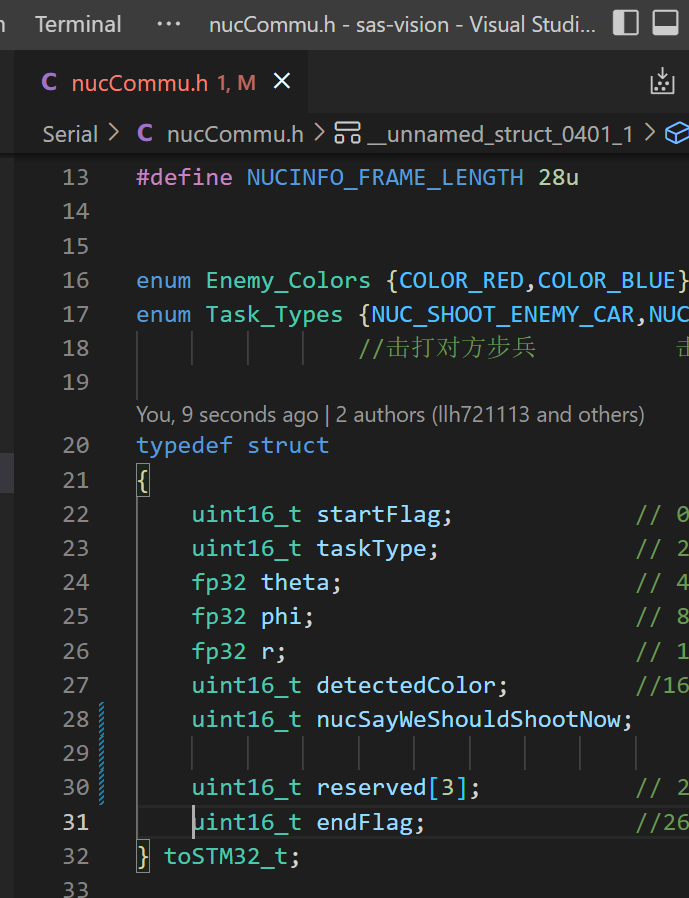 Terminal ··· nucCommu.h - sas-vision - Visual Studi...
C nucCommu.h 1, M ×
Serial > C nucCommu.h > __unnamed_struct_0401_1 >
13 #define NUCINFO_FRAME_LENGTH 28u
14
15
16 enum Enemy_Colors {COLOR_RED,COLOR_BLUE}
17 enum Task_Types {NUC_SHOOT_ENEMY_CAR,NUC
18 //击打对方步兵 击
19
You, 9 seconds ago | 2 authors (llh721113 and others)
20 typedef struct
21 {
22 uint16_t startFlag; // 0
23 uint16_t taskType; // 2
24 fp32 theta; // 4
25 fp32 phi; // 8
26 fp32 r; // 1
27 uint16_t detectedColor; //16
28 uint16_t nucSayWeShouldShootNow;
29
30 uint16_t reserved[3]; // 2
31 uint16_t endFlag; //26
32 } toSTM32_t;
33